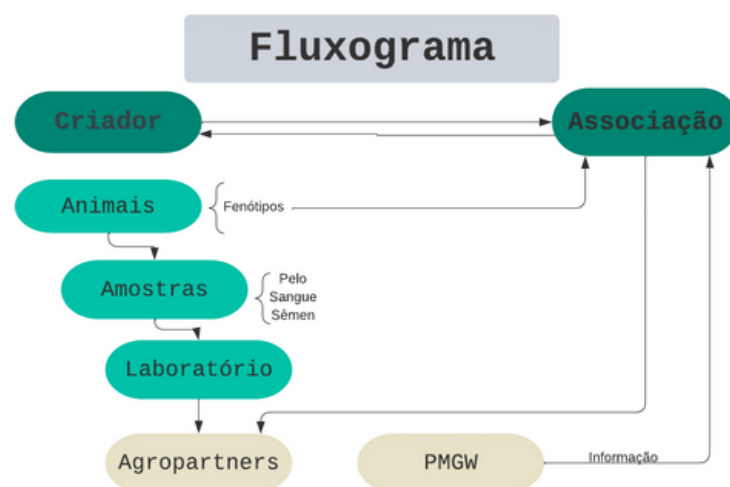 Fluxograma
Criador
Associação
Animais
Fenótipos
Amostras
Pelo
Sangue
Sêmen
Laboratório
Agropartners
PMGW
Informação